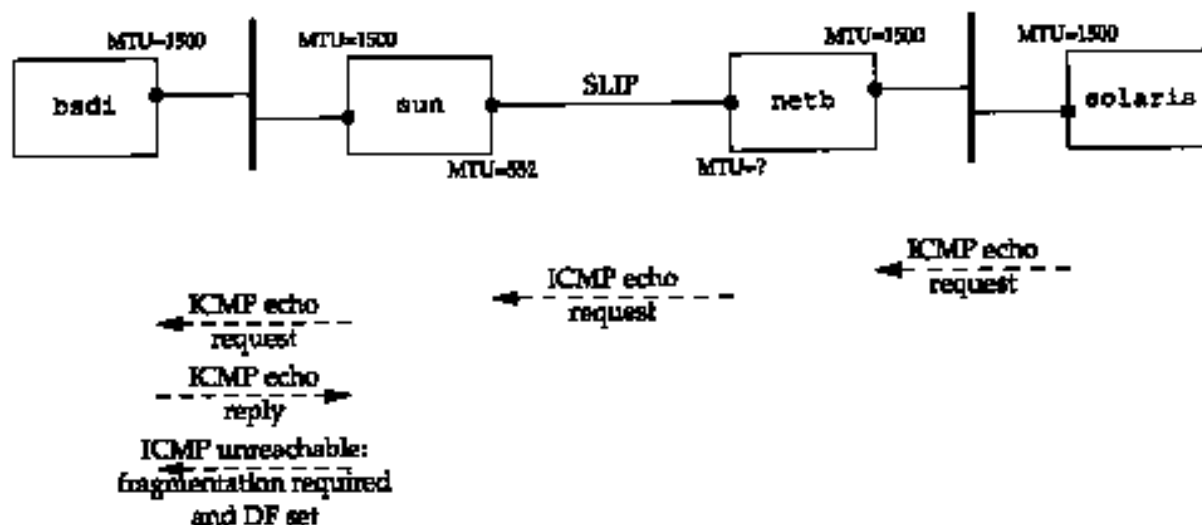 MTU=1500
MTU=1500
MTU=1500
MTU=1500
bsdi
sun
SLIP
netb
solaris
MTU=552
MTU=?
ICMP echo
request
ICMP echo
request
ICMP echo
request
ICMP echo
reply
ICMP unreachable:
fragmentation required
and DF set